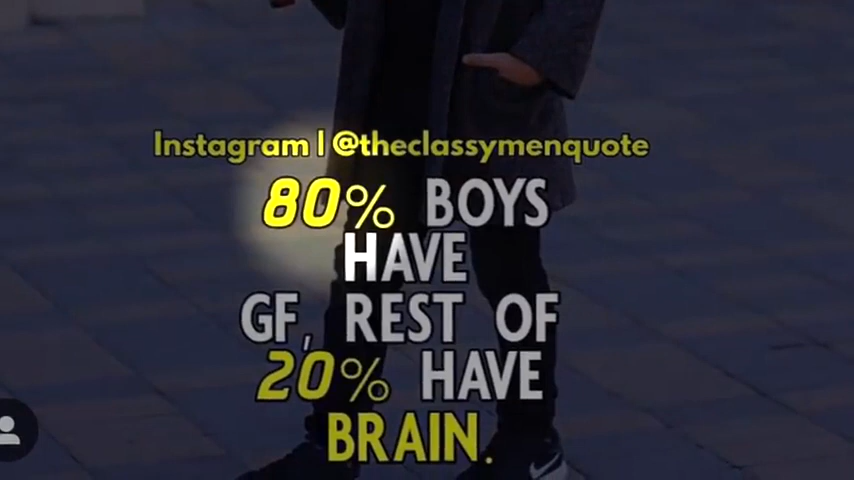 Instagram | @theclassymenquote
80% BOYS
HAVE
GF, REST OF
20% HAVE
BRAIN.